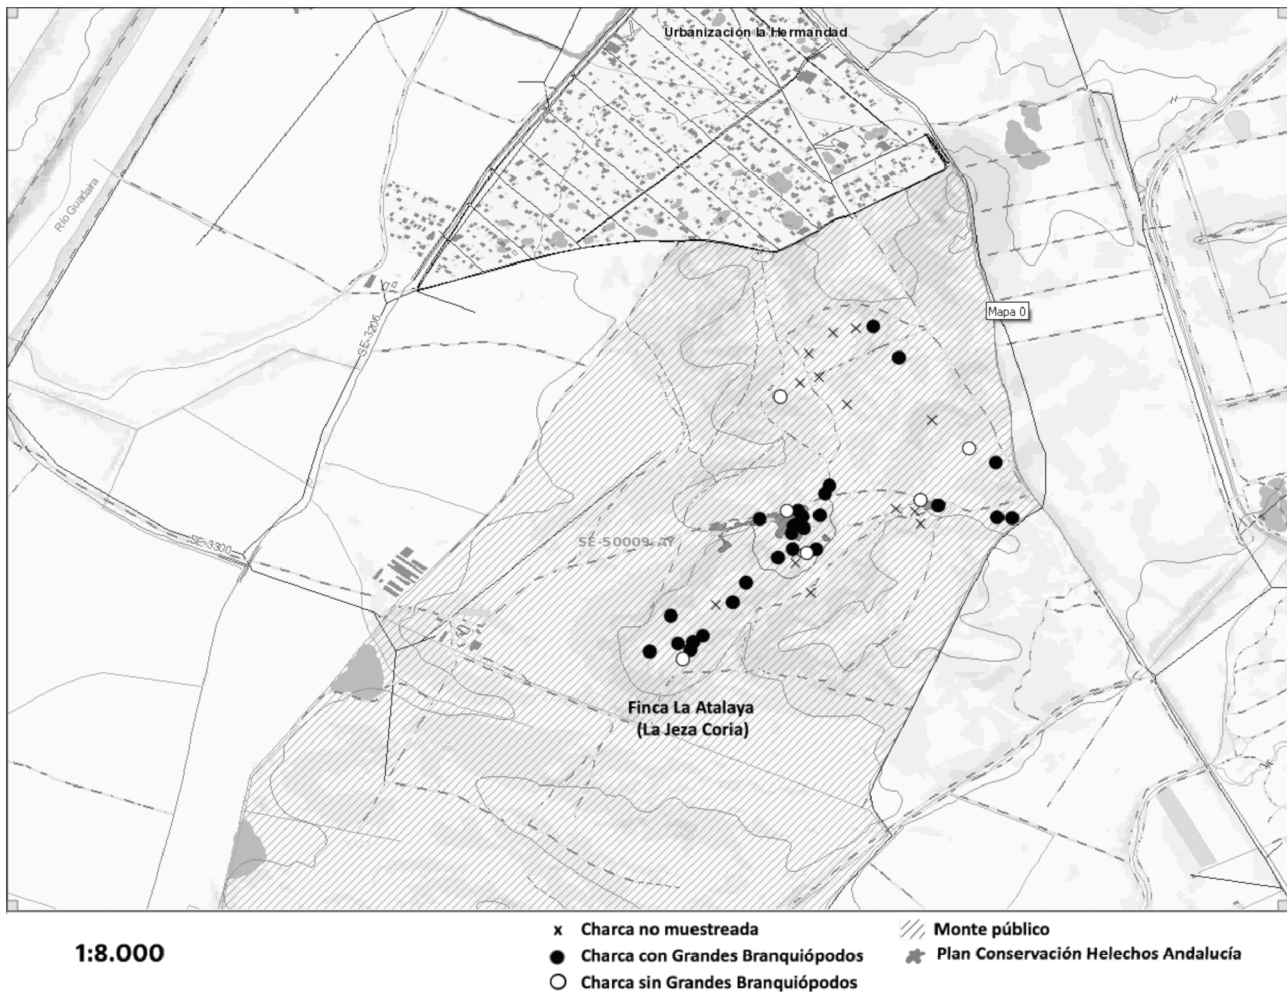 Urbanización la Hermandad
Río Guadaira
Mapa 0
SE-3206
SE-50009-AY
SE-3300
Finca La Atalaya
(La Jeza Coria)
1:8.000
x Charca no muestreada
Charca con Grandes Branquiópodos
Charca sin Grandes Branquiópodos
Monte público
Plan Conservación Helechos Andalucía